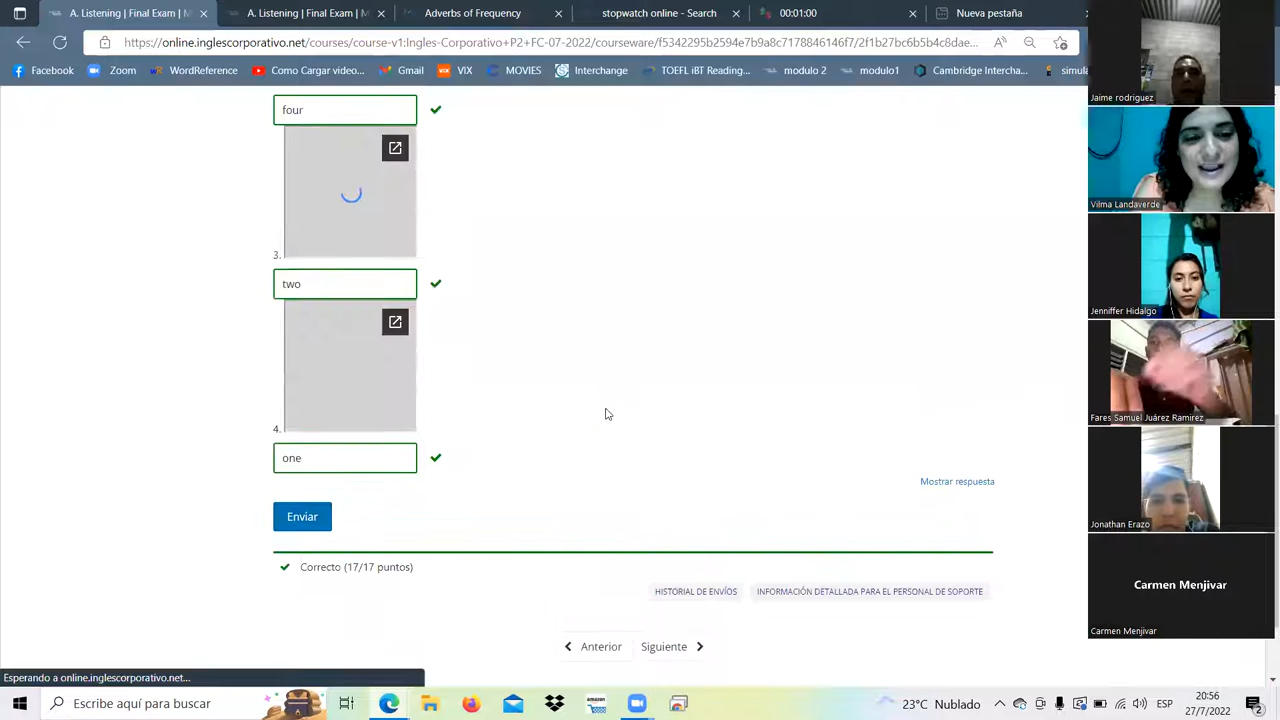 A. Listening | Final Exam | M
A. Listening | Final Exam | M
Adverbs of Frequency
stopwatch online - Search
00:01:00
Nueva pestaña
https://online.inglescorporativo.net/courses/course-v1:Ingles-Corporativo+P2+FC-07-2022/courseware/f5342295b2594e7b9a8c7178846146f7/2f1b27bc6b5b4c8dae...
Facebook
Zoom
WordReference
Como Cargar video...
Gmail
VIX
MOVIES
Interchange
TOEFL iBT Reading...
modulo 2
modulo1
Cambridge Intercha...
simula
four
3.
two
4.
one
Mostrar respuesta
Enviar
Correcto (17/17 puntos)
HISTORIAL DE ENVÍOS
INFORMACIÓN DETALLADA PARA EL PERSONAL DE SOPORTE
Anterior
Siguiente
Esperando a online.inglescorporativo.net...
Jaime rodriguez
Vilma Landaverde
Jenniffer Hidalgo
Fares Samuel Juárez Ramirez
Jonathan Erazo
Carmen Menjivar
Carmen Menjivar
Escribe aquí para buscar
23°C Nublado
ESP
20:56
27/7/2022
2